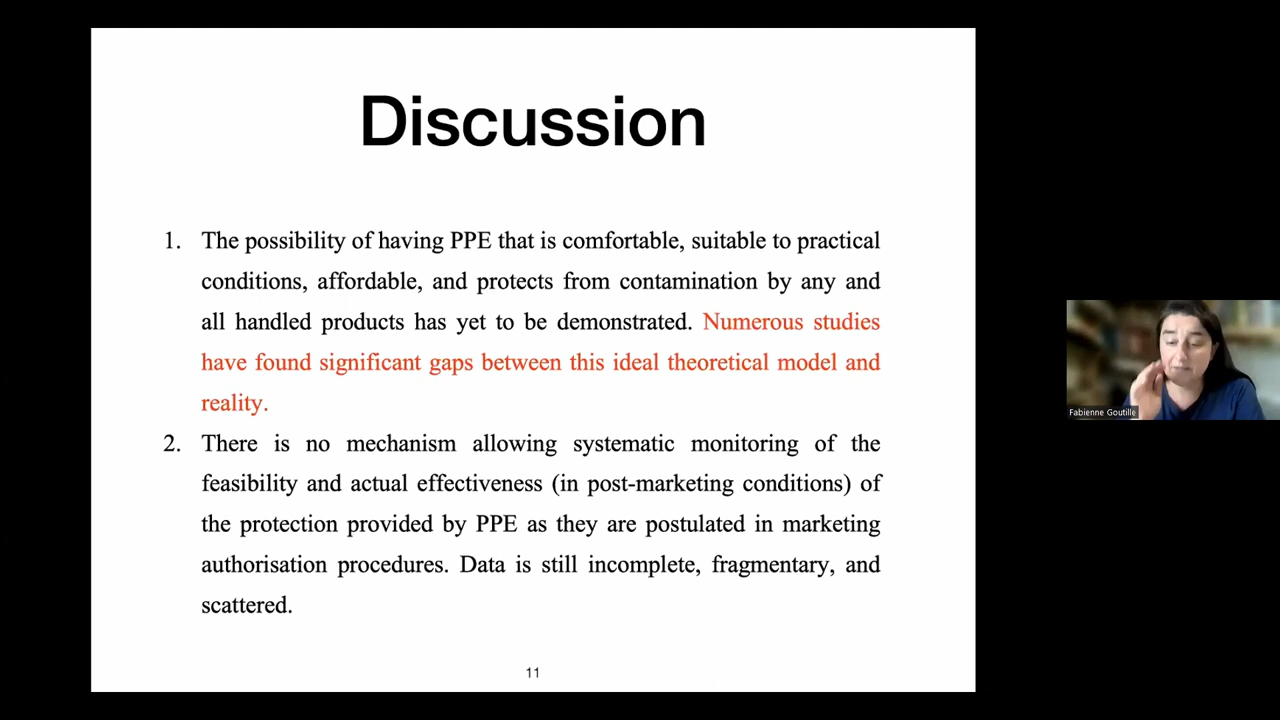 Discussion
1. The possibility of having PPE that is comfortable, suitable to practical
conditions, affordable, and protects from contamination by any and
all handled products has yet to be demonstrated. Numerous studies
have found significant gaps between this ideal theoretical model and
reality.
2. There is no mechanism allowing systematic monitoring of the
feasibility and actual effectiveness (in post-marketing conditions) of
the protection provided by PPE as they are postulated in marketing
authorisation procedures. Data is still incomplete, fragmentary, and
scattered.
11
Fabienne Goutille